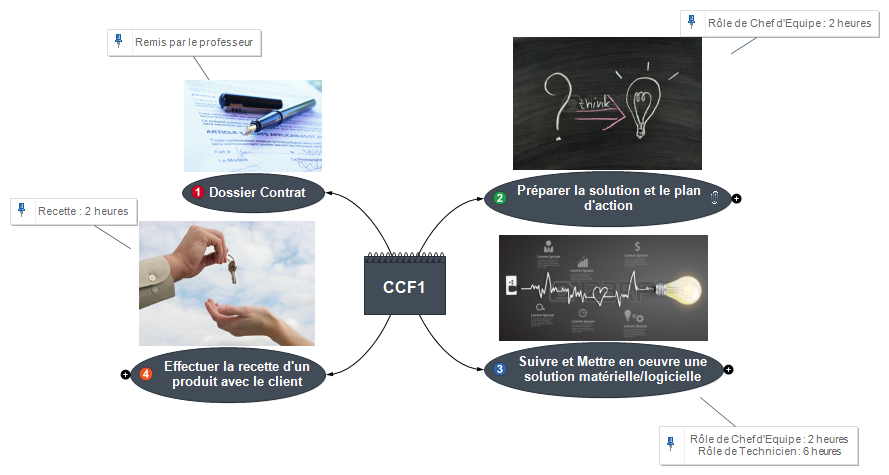 Rôle de Chef d'Equipe : 2 heures
Remis par le professeur
think
ARTICLE
1 Dossier Contrat
2 Préparer la solution et le plan
d'action
Recette : 2 heures
CCF1
4 Effectuer la recette d'un
produit avec le client
3 Suivre et Mettre en oeuvre une
solution matérielle/logicielle
Rôle de Chef d'Equipe : 2 heures
Rôle de Technicien : 6 heures